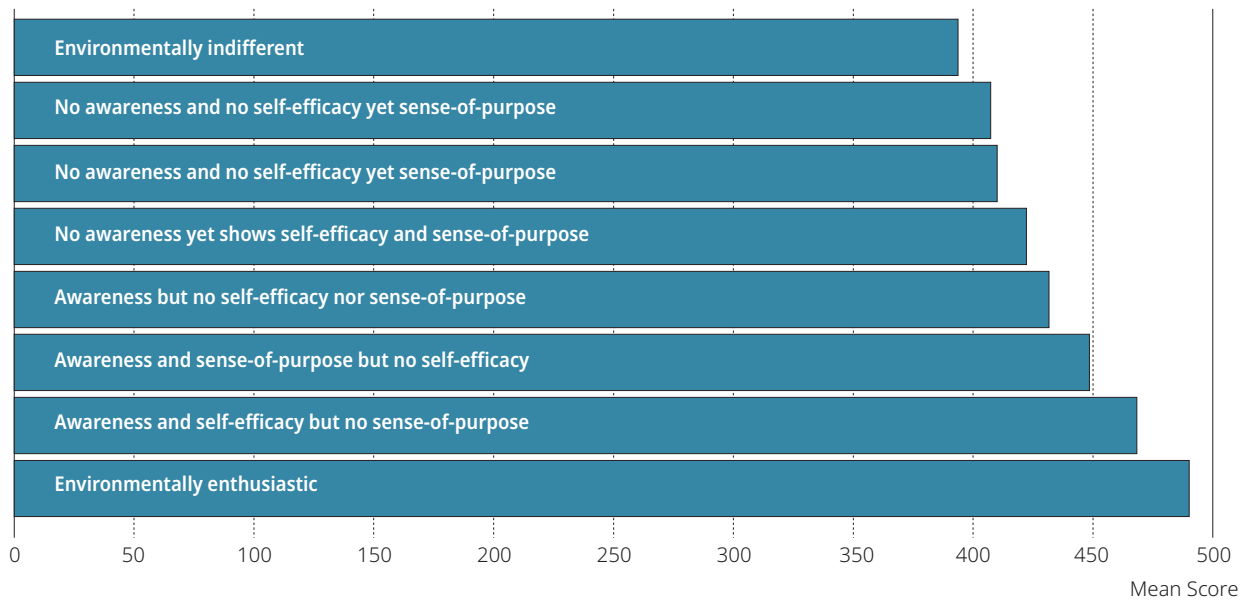 Environmentally indifferent
No awareness and no self-efficacy yet sense-of-purpose
No awareness and no self-efficacy yet sense-of-purpose
No awareness yet shows self-efficacy and sense-of-purpose
Awareness but no self-efficacy nor sense-of-purpose
Awareness and sense-of-purpose but no self-efficacy
Awareness and self-efficacy but no sense-of-purpose
Environmentally enthusiastic
0 50 100 150 200 250 300 350 400 450 500
Mean Score